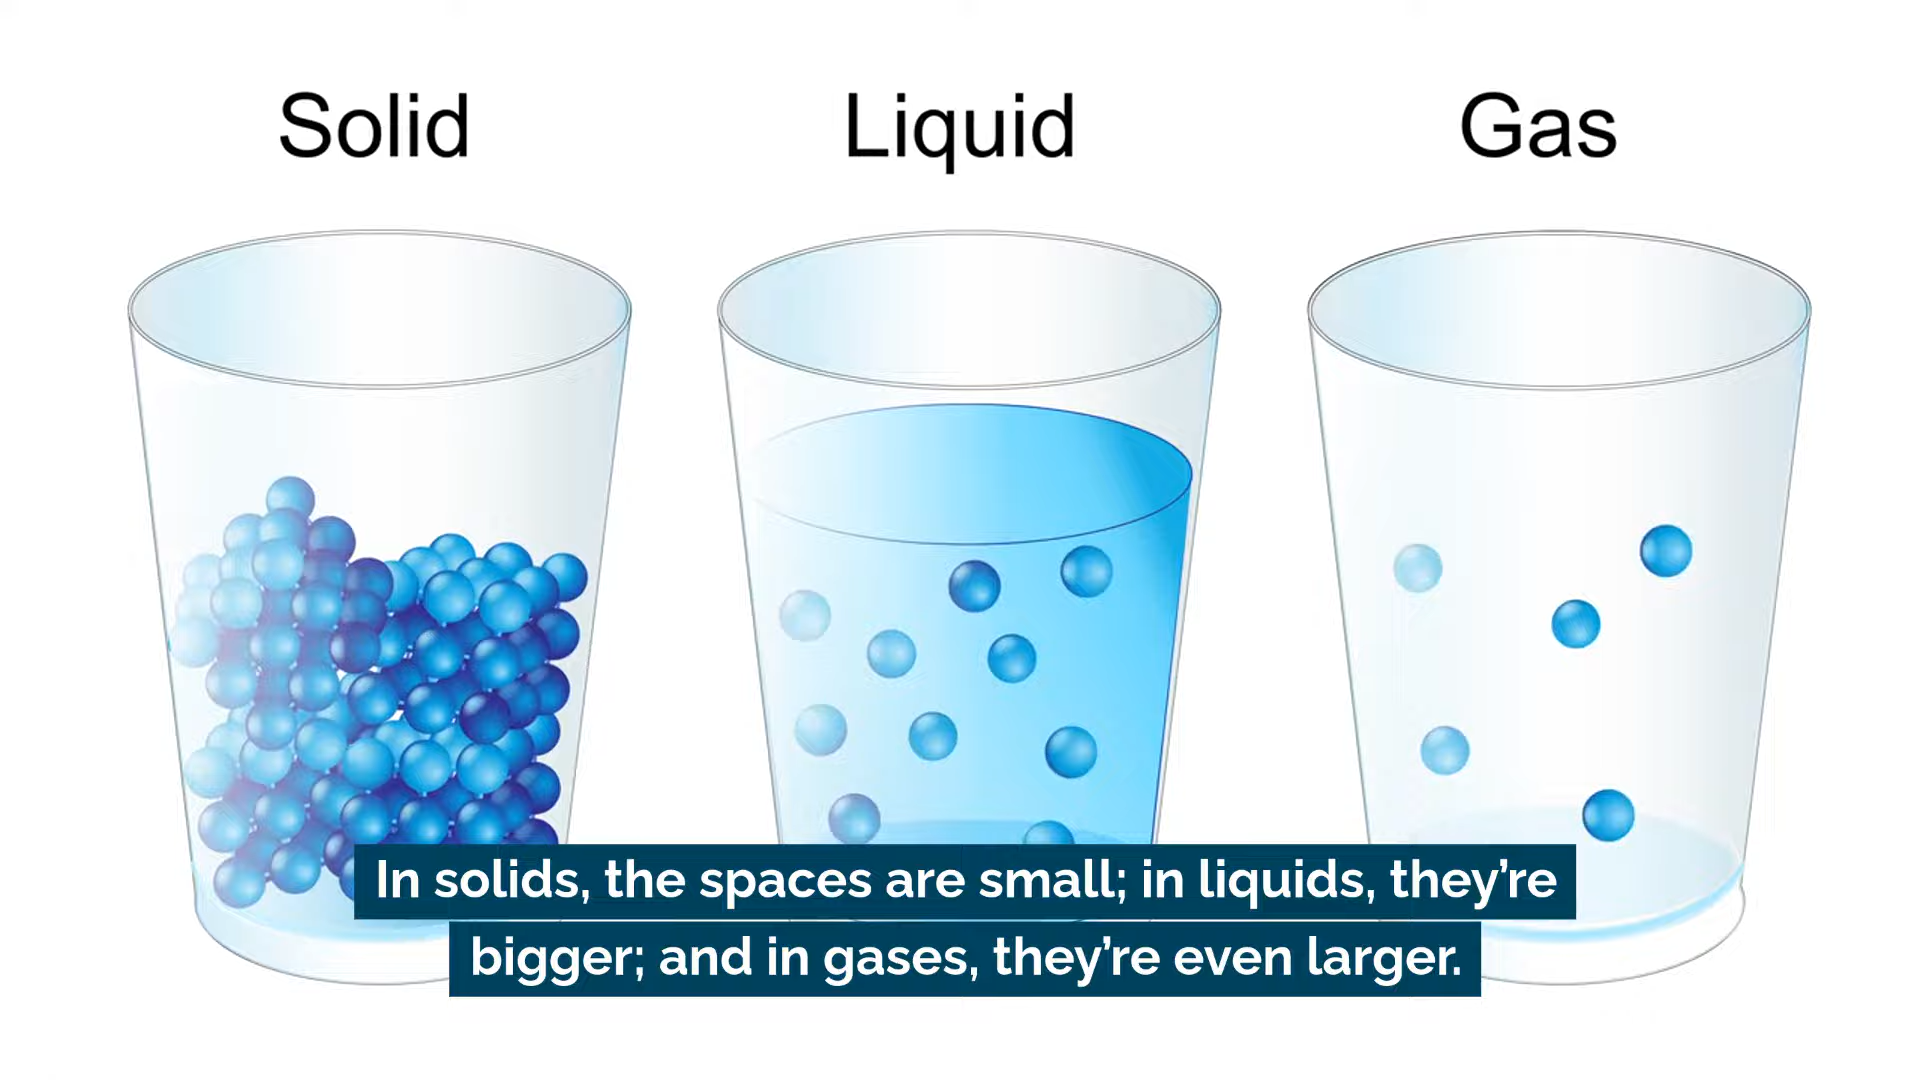 Solid
Liquid
Gas
In solids, the spaces are small; in liquids, they’re
bigger; and in gases, they’re even larger.